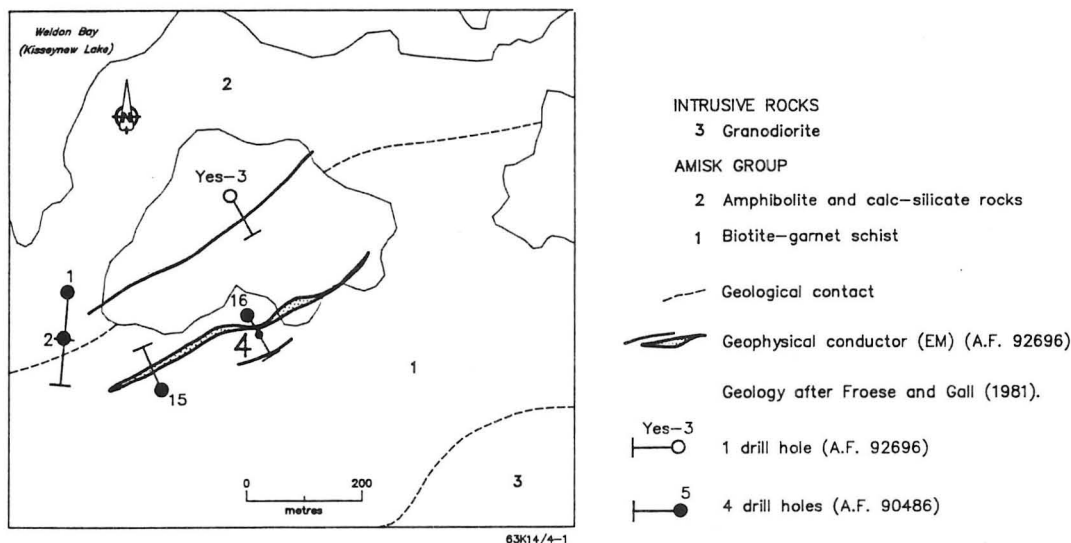 Weldon Bay
(Kisseynew Lake)
N
2
Yes-3
1
2
16
4
15
1
3
0 200
metres
63K14/4-1
INTRUSIVE ROCKS
3 Granodiorite
AMISK GROUP
2 Amphibolite and calc-silicate rocks
1 Biotite-garnet schist
Geological contact
Geophysical conductor (EM) (A.F. 92696)
Geology after Froese and Gall (1981).
Yes-3
1 drill hole (A.F. 92696)
5
4 drill holes (A.F. 90486)